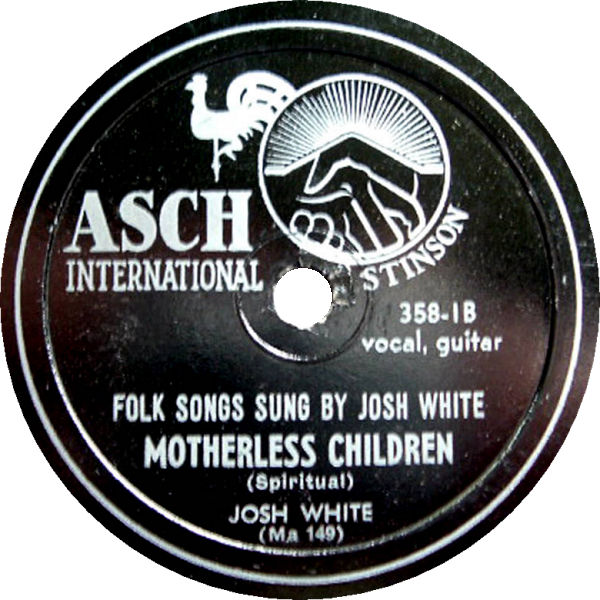 ASCH
INTERNATIONAL
STINSON
358-1B
vocal, guitar
FOLK SONGS SUNG BY JOSH WHITE
MOTHERLESS CHILDREN
(Spiritual)
JOSH WHITE
(Ma 149)